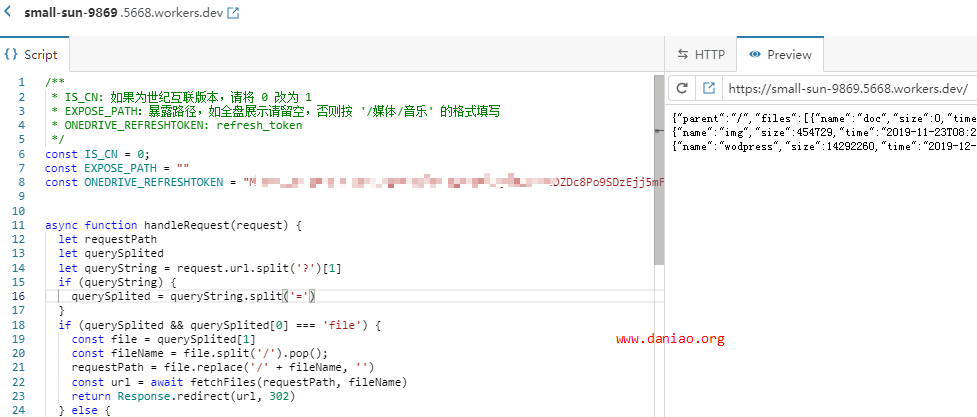 small-sun-9869 .5668.workers.dev
{} Script
HTTP
Preview
https://small-sun-9869.5668.workers.dev/
1 /**
2 * IS_CN: 如果为世纪互联版本，请将 0 改为 1
3 * EXPOSE_PATH：暴露路径，如全盘展示请留空，否则按 '/媒体/音乐' 的格式填写
4 * ONEDRIVE_REFRESHTOKEN: refresh_token
5 */
6 const IS_CN = 0;
7 const EXPOSE_PATH = ""
8 const ONEDRIVE_REFRESHTOKEN = "M
9
10
11 async function handleRequest(request) {
12 let requestPath
13 let querySplited
14 let queryString = request.url.split('?')[1]
15 if (queryString) {
16 querySplited = queryString.split('=')
17 }
18 if (querySplited && querySplited[0] === 'file') {
19 const file = querySplited[1]
20 const fileName = file.split('/').pop();
21 requestPath = file.replace('/' + fileName, '')
22 const url = await fetchFiles(requestPath, fileName)
23 return Response.redirect(url, 302)
24 } else {
{"parent":"/","files":[{"name":"doc","size":0,"time
{"name":"img","size":454729,"time":"2019-11-23T08:2
{"name":"wodpress","size":14292260,"time":"2019-12-
www.daniao.org